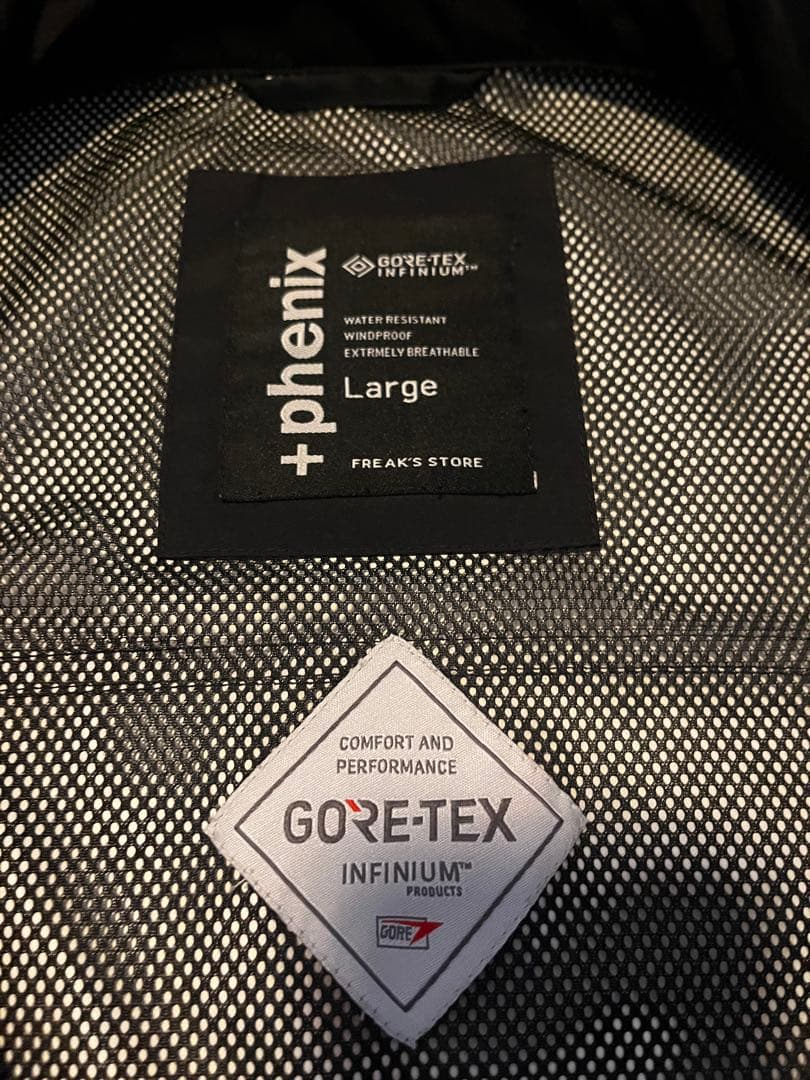 +phenix
GORE-TEX
INFINIUM™
WATER RESISTANT
WINDPROOF
EXTRMELY BREATHABLE
Large
FREAK'S STORE
COMFORT AND
PERFORMANCE
GORE-TEX
INFINIUM™
PRODUCTS
GORE